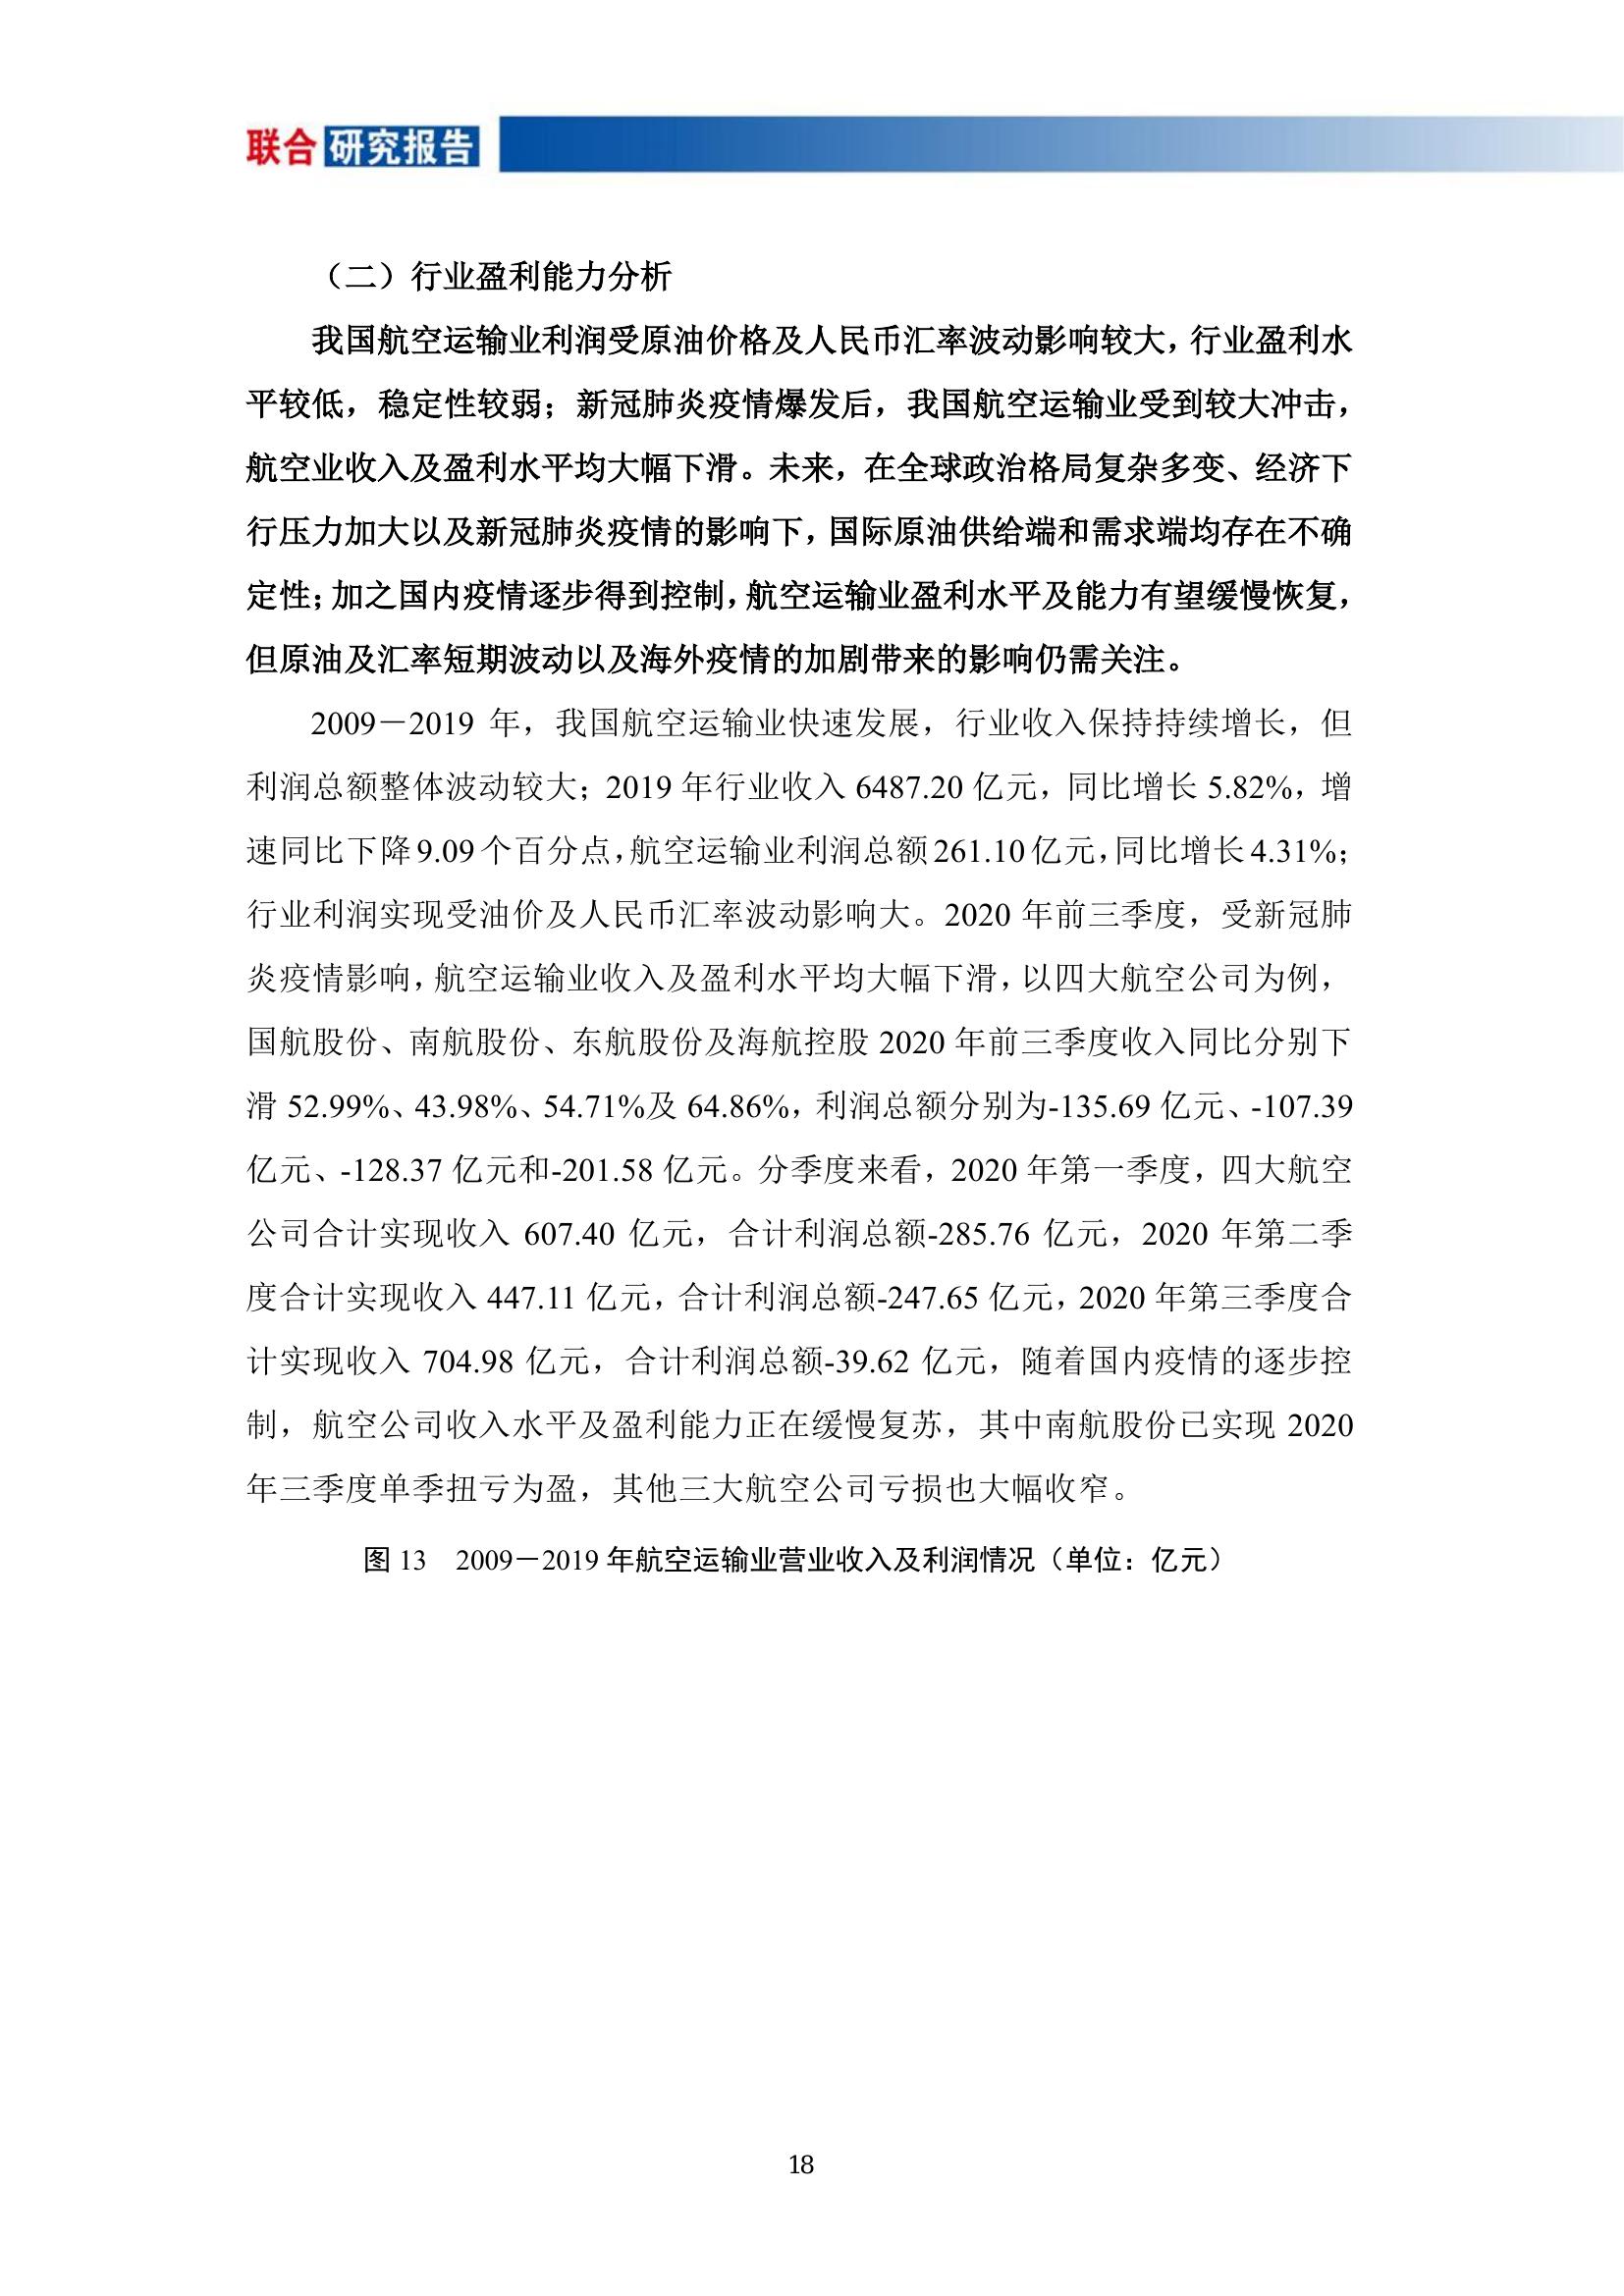 联合研究报告
（二）行业盈利能力分析
我国航空运输业利润受原油价格及人民币汇率波动影响较大，行业盈利水
平较低，稳定性较弱；新冠肺炎疫情爆发后，我国航空运输业受到较大冲击，
航空业收入及盈利水平均大幅下滑。未来，在全球政治格局复杂多变、经济下
行压力加大以及新冠肺炎疫情的影响下，国际原油供给端和需求端均存在不确
定性；加之国内疫情逐步得到控制，航空运输业盈利水平及能力有望缓慢恢复，
但原油及汇率短期波动以及海外疫情的加剧带来的影响仍需关注。
2009－2019 年，我国航空运输业快速发展，行业收入保持持续增长，但
利润总额整体波动较大；2019 年行业收入 6487.20 亿元，同比增长 5.82%，增
速同比下降 9.09 个百分点，航空运输业利润总额 261.10 亿元，同比增长 4.31%；
行业利润实现受油价及人民币汇率波动影响大。2020 年前三季度，受新冠肺
炎疫情影响，航空运输业收入及盈利水平均大幅下滑，以四大航空公司为例，
国航股份、南航股份、东航股份及海航控股 2020 年前三季度收入同比分别下
滑 52.99%、43.98%、54.71%及 64.86%，利润总额分别为-135.69 亿元、-107.39
亿元、-128.37 亿元和-201.58 亿元。分季度来看，2020 年第一季度，四大航空
公司合计实现收入 607.40 亿元，合计利润总额-285.76 亿元，2020 年第二季
度合计实现收入 447.11 亿元，合计利润总额-247.65 亿元，2020 年第三季度合
计实现收入 704.98 亿元，合计利润总额-39.62 亿元，随着国内疫情的逐步控
制，航空公司收入水平及盈利能力正在缓慢复苏，其中南航股份已实现 2020
年三季度单季扭亏为盈，其他三大航空公司亏损也大幅收窄。
图 13　2009－2019 年航空运输业营业收入及利润情况（单位：亿元）
18